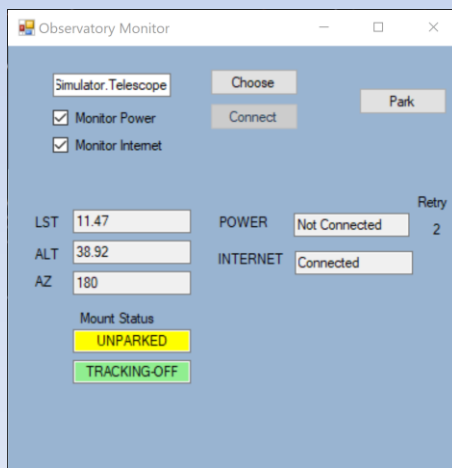 Observatory Monitor
Simulator.Telescope
Choose
Monitor Power
Connect
Park
Monitor Internet
Retry
LST 11.47
POWER Not Connected 2
ALT 38.92
INTERNET Connected
AZ 180
Mount Status
UNPARKED
TRACKING-OFF